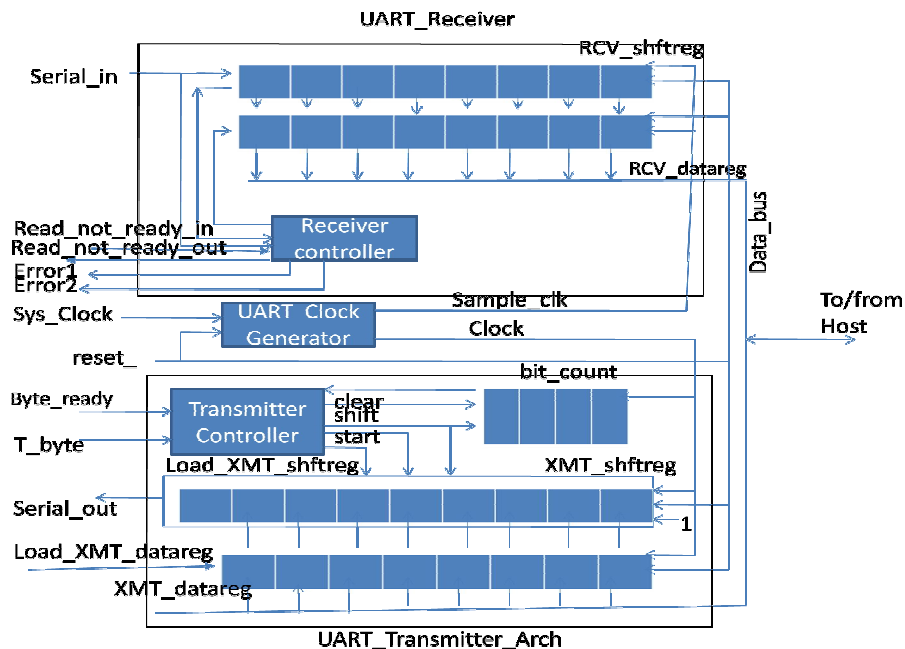 UART_Receiver
RCV_shftreg
Serial_in
RCV_datareg
Read_not_ready_in
Read_not_ready_out
Error1
Error2
Receiver
controller
Data_bus
Sys_Clock
UART Clock
Generator
Sample_clk
Clock
To/from
Host
reset_
bit_count
Byte_ready
T_byte
Transmitter
Controller
clear
shift
start
Load_XMT_shftreg
XMT_shftreg
Serial_out
1
Load_XMT_datareg
XMT_datareg
UART_Transmitter_Arch